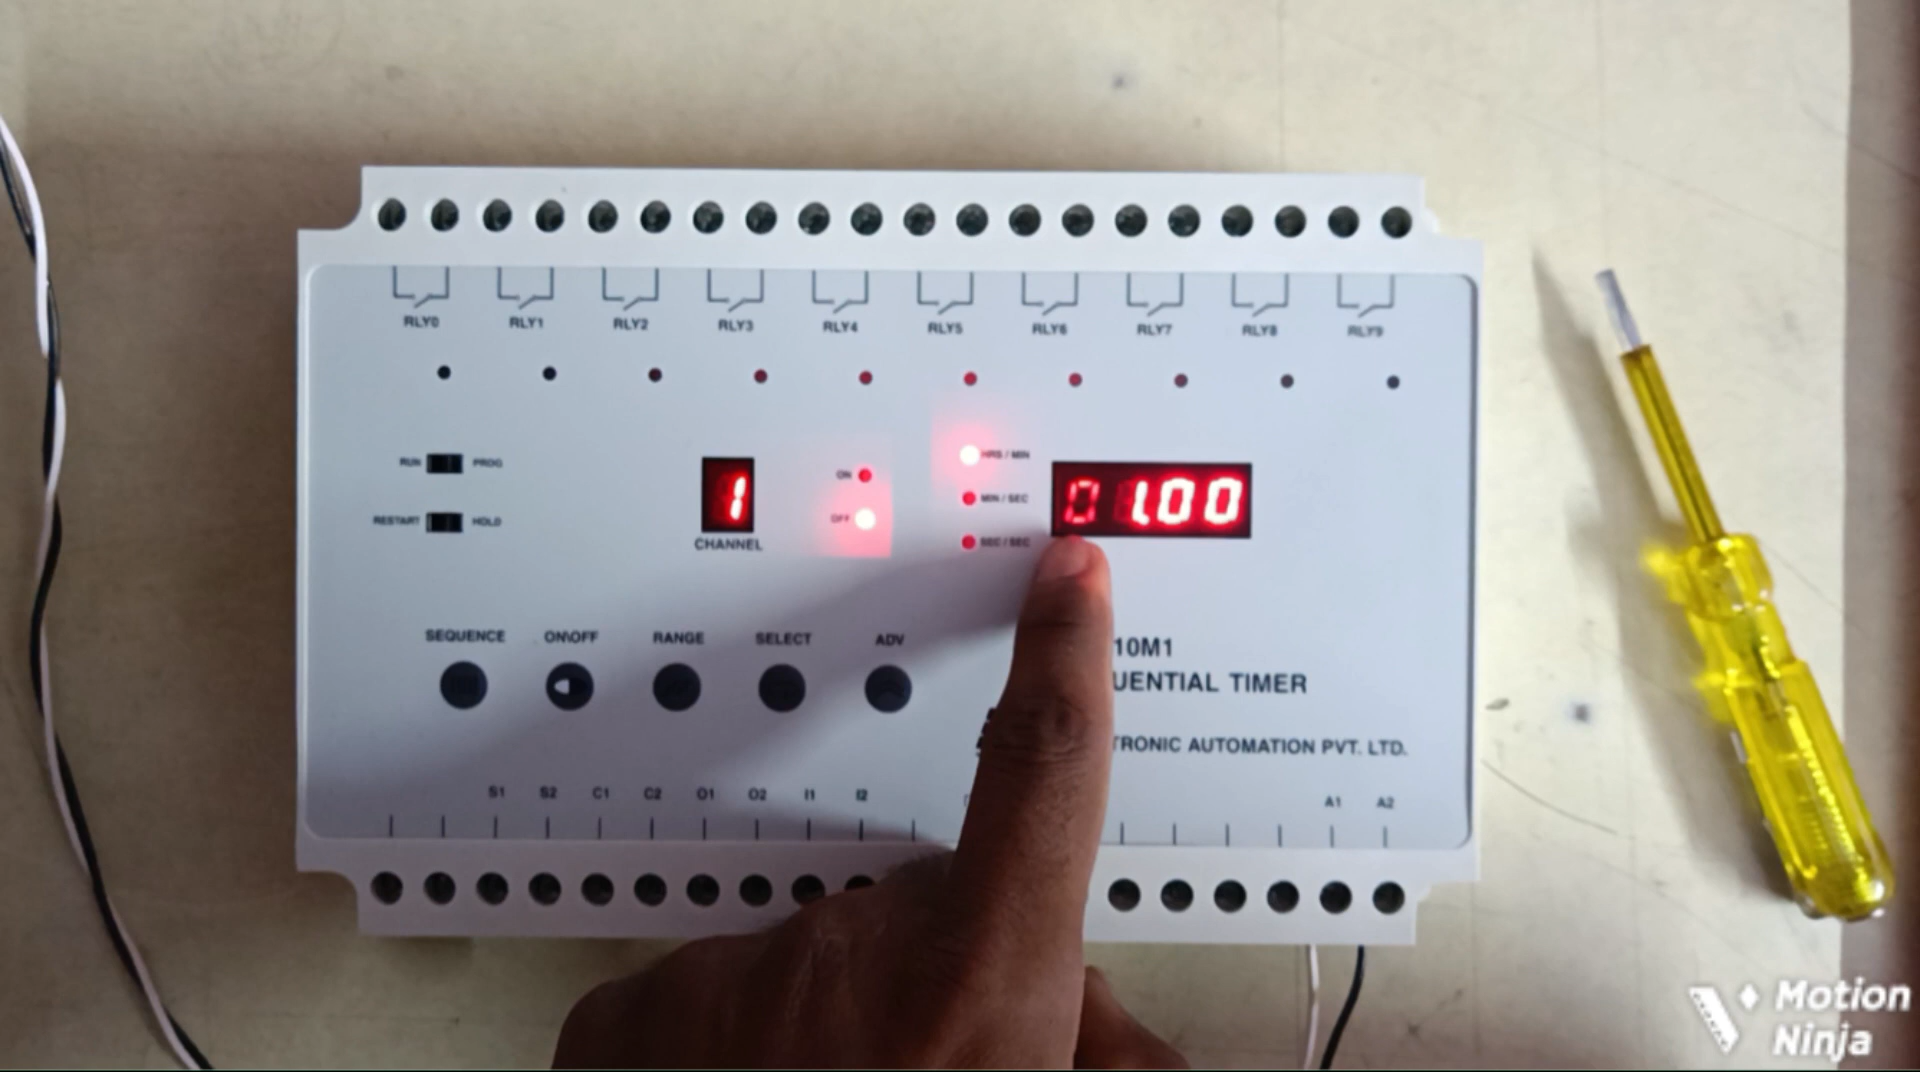 RLY0 RLY1 RLY2 RLY3 RLY4 RLY5 RLY6 RLY7 RLY8 RLY9
RUN PROG
RESTART HOLD
1
CHANNEL
ON
OFF
HRS / MIN
MIN / SEC
SEC / SEC
01.00
SEQUENCE ON\OFF RANGE SELECT ADV
10M1
UENTIAL TIMER
TRONIC AUTOMATION PVT. LTD.
S1 S2 C1 C2 O1 O2 I1 I2 A1 A2
Motion
Ninja